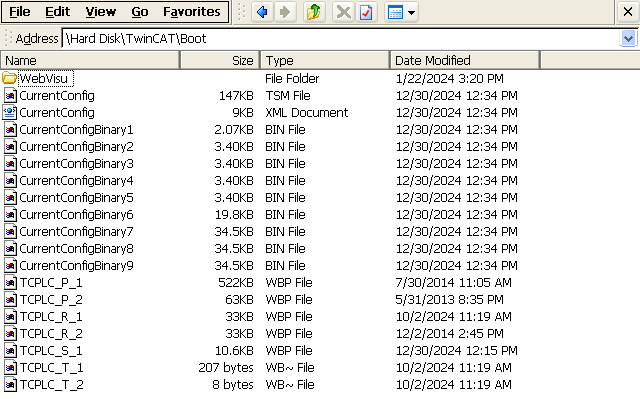 File Edit View Go Favorites
Address \Hard Disk\TwinCAT\Boot
Name Size Type Date Modified
WebVisu File Folder 1/22/2024 3:20 PM
CurrentConfig 147KB TSM File 12/30/2024 12:34 PM
CurrentConfig 9KB XML Document 12/30/2024 12:34 PM
CurrentConfigBinary1 2.07KB BIN File 12/30/2024 12:34 PM
CurrentConfigBinary2 3.40KB BIN File 12/30/2024 12:34 PM
CurrentConfigBinary3 3.40KB BIN File 12/30/2024 12:34 PM
CurrentConfigBinary4 3.40KB BIN File 12/30/2024 12:34 PM
CurrentConfigBinary5 3.40KB BIN File 12/30/2024 12:34 PM
CurrentConfigBinary6 19.8KB BIN File 12/30/2024 12:34 PM
CurrentConfigBinary7 34.5KB BIN File 12/30/2024 12:34 PM
CurrentConfigBinary8 34.5KB BIN File 12/30/2024 12:34 PM
CurrentConfigBinary9 34.5KB BIN File 12/30/2024 12:34 PM
TCPLC_P_1 522KB WBP File 7/30/2014 11:05 AM
TCPLC_P_2 63KB WBP File 5/31/2013 8:35 PM
TCPLC_R_1 33KB WBP File 10/2/2024 11:19 AM
TCPLC_R_2 33KB WBP File 12/2/2014 2:45 PM
TCPLC_S_1 10.6KB WBP File 12/30/2024 12:15 PM
TCPLC_T_1 207 bytes WB~ File 10/2/2024 11:19 AM
TCPLC_T_2 8 bytes WB~ File 10/2/2024 11:19 AM